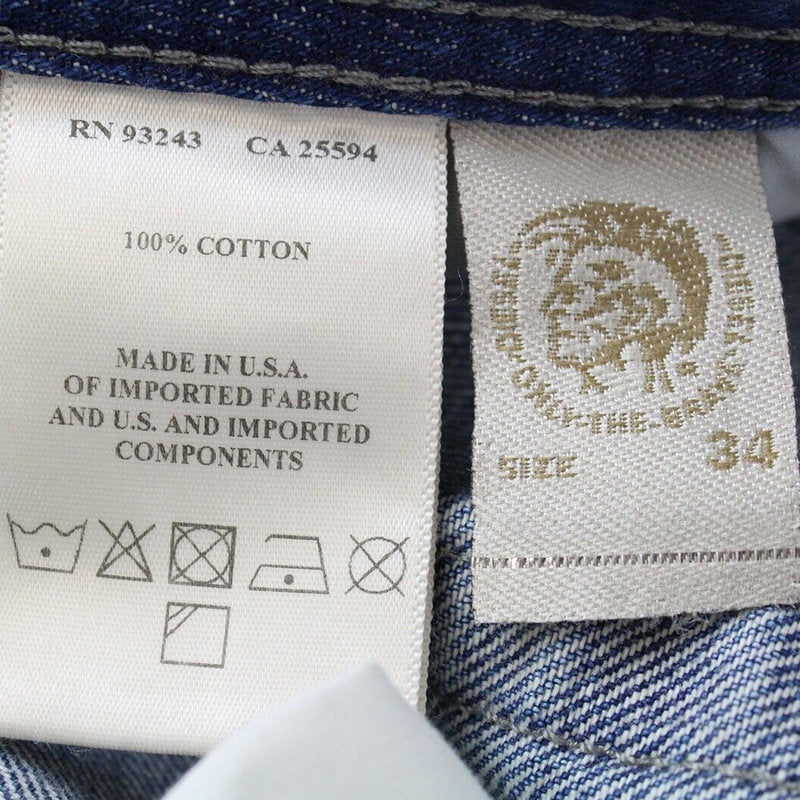 RN 93243 CA 25594
100% COTTON
MADE IN U.S.A.
OF IMPORTED FABRIC
AND U.S. AND IMPORTED
COMPONENTS
DIESEL
DIESEL
ONLY-THE-BRAVE
SIZE 34